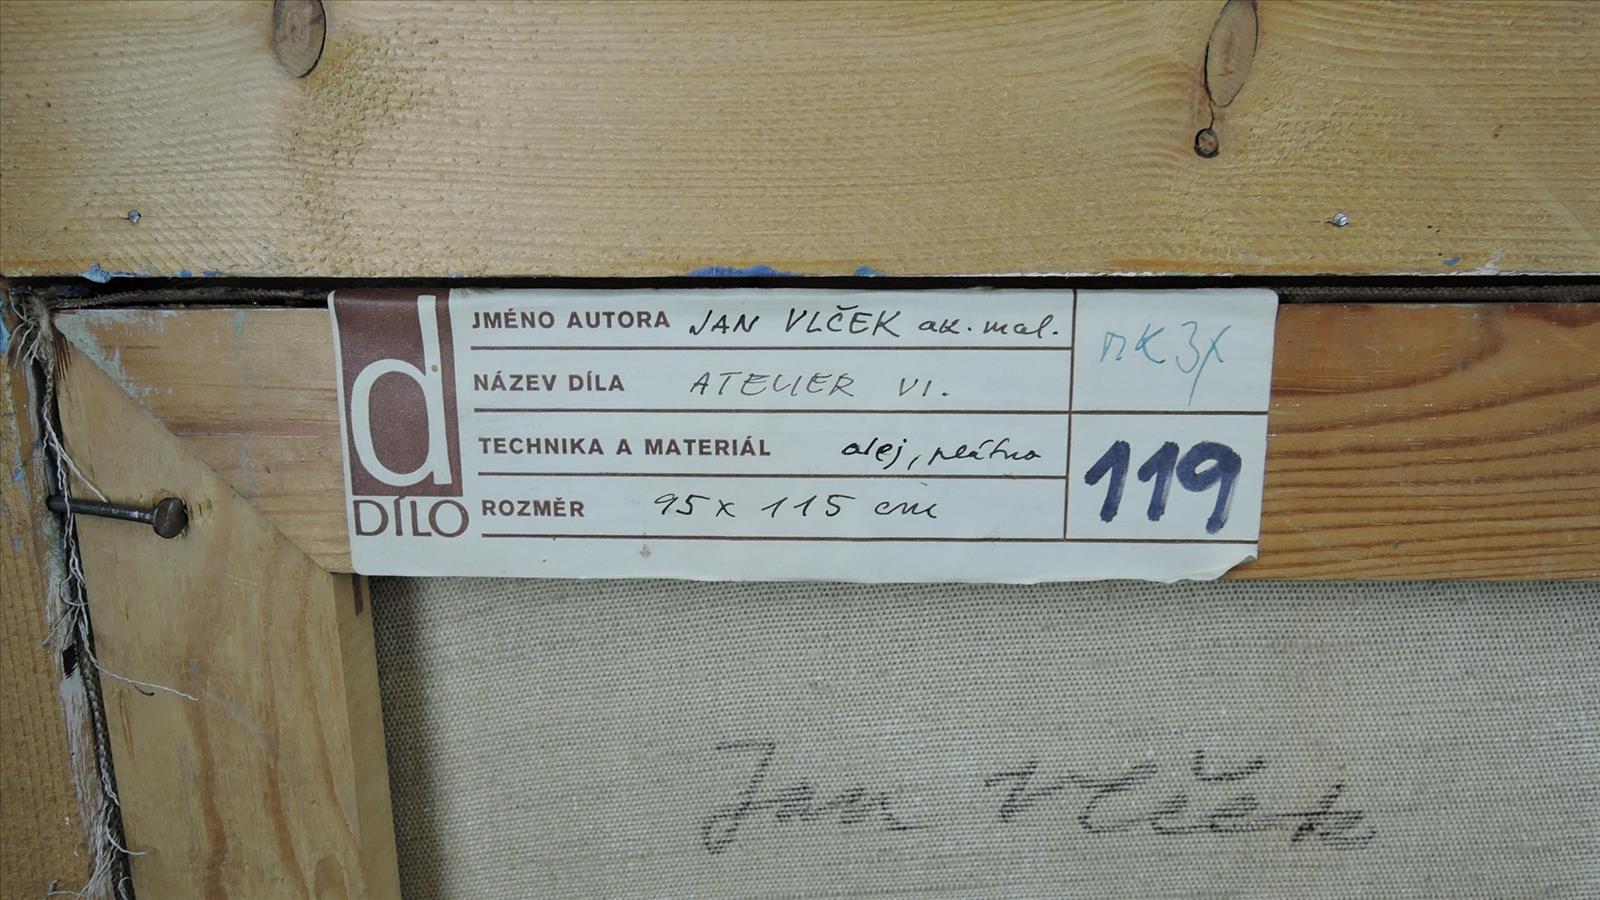 d
DÍLO
JMÉNO AUTORA JAN VLČEK ak. mal.
NÁZEV DÍLA ATELIER VI.
TECHNIKA A MATERIÁL olej, plátno
ROZMĚR 95 x 115 cm
119
Jan Vlček